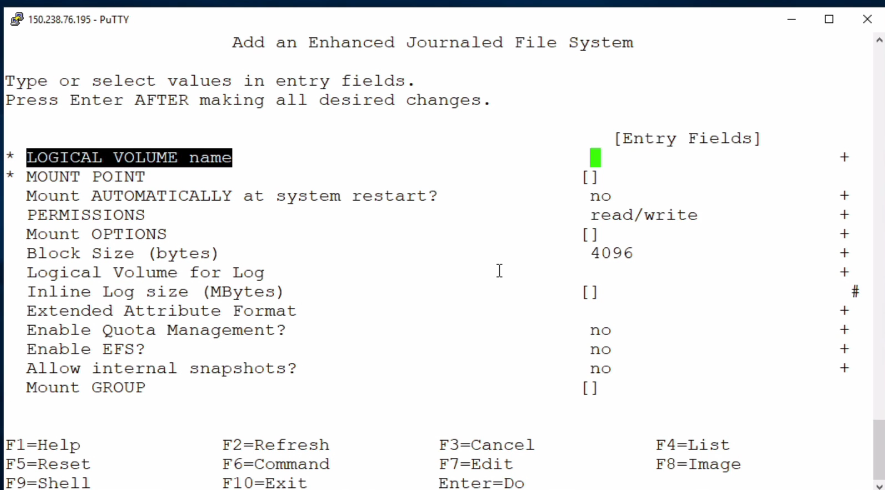 150.238.76.195 - PuTTY
Add an Enhanced Journaled File System
Type or select values in entry fields.
Press Enter AFTER making all desired changes.
[Entry Fields]
* LOGICAL VOLUME name +
* MOUNT POINT []
Mount AUTOMATICALLY at system restart? no +
PERMISSIONS read/write +
Mount OPTIONS [] +
Block Size (bytes) 4096 +
Logical Volume for Log +
Inline Log size (MBytes) [] #
Extended Attribute Format +
Enable Quota Management? no +
Enable EFS? no +
Allow internal snapshots? no +
Mount GROUP []
F1=Help F2=Refresh F3=Cancel F4=List
F5=Reset F6=Command F7=Edit F8=Image
F9=Shell F10=Exit Enter=Do